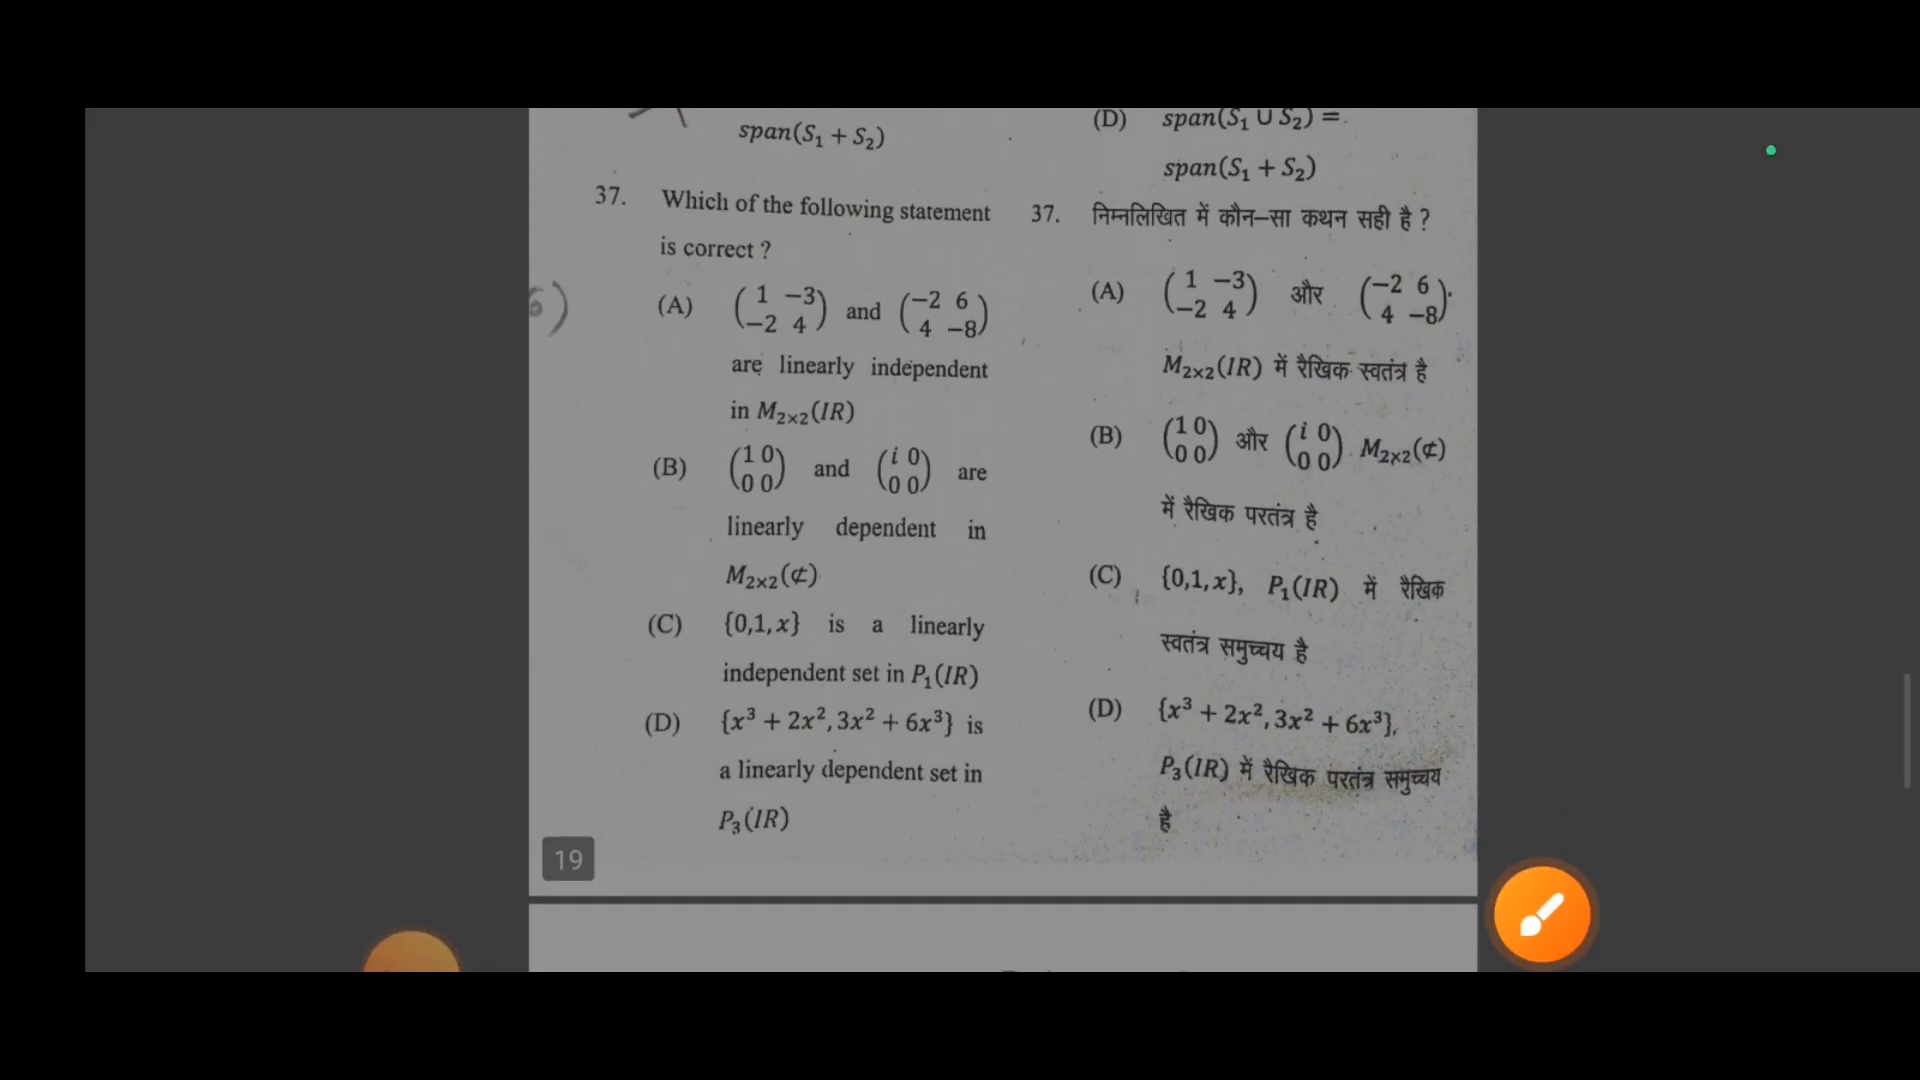 span(S₁ + S₂)
37. Which of the following statement
is correct ?
(A) (1 −3
−2 4) and (−2 6
4 −8)
are linearly independent
in M₂ₓ₂(IR)
(B) (1 0
0 0) and (i 0
0 0) are
linearly dependent in
M₂ₓ₂(⊄)
(C) {0,1,x} is a linearly
independent set in P₁(IR)
(D) {x³ + 2x², 3x² + 6x³} is
a linearly dependent set in
P₃(IR)
19
(D) span(S₁ ∪ S₂) =
span(S₁ + S₂)
37. निम्नलिखित में कौन–सा कथन सही है ?
(A) (1 −3
−2 4) और (−2 6
4 −8)
M₂ₓ₂(IR) में रैखिक स्वतंत्र है
(B) (1 0
0 0) और (i 0
0 0) M₂ₓ₂(⊄)
में रैखिक परतंत्र है
(C) {0,1,x}, P₁(IR) में रैखिक
स्वतंत्र समुच्चय है
(D) {x³ + 2x², 3x² + 6x³},
P₃(IR) में रैखिक परतंत्र समुच्चय
है